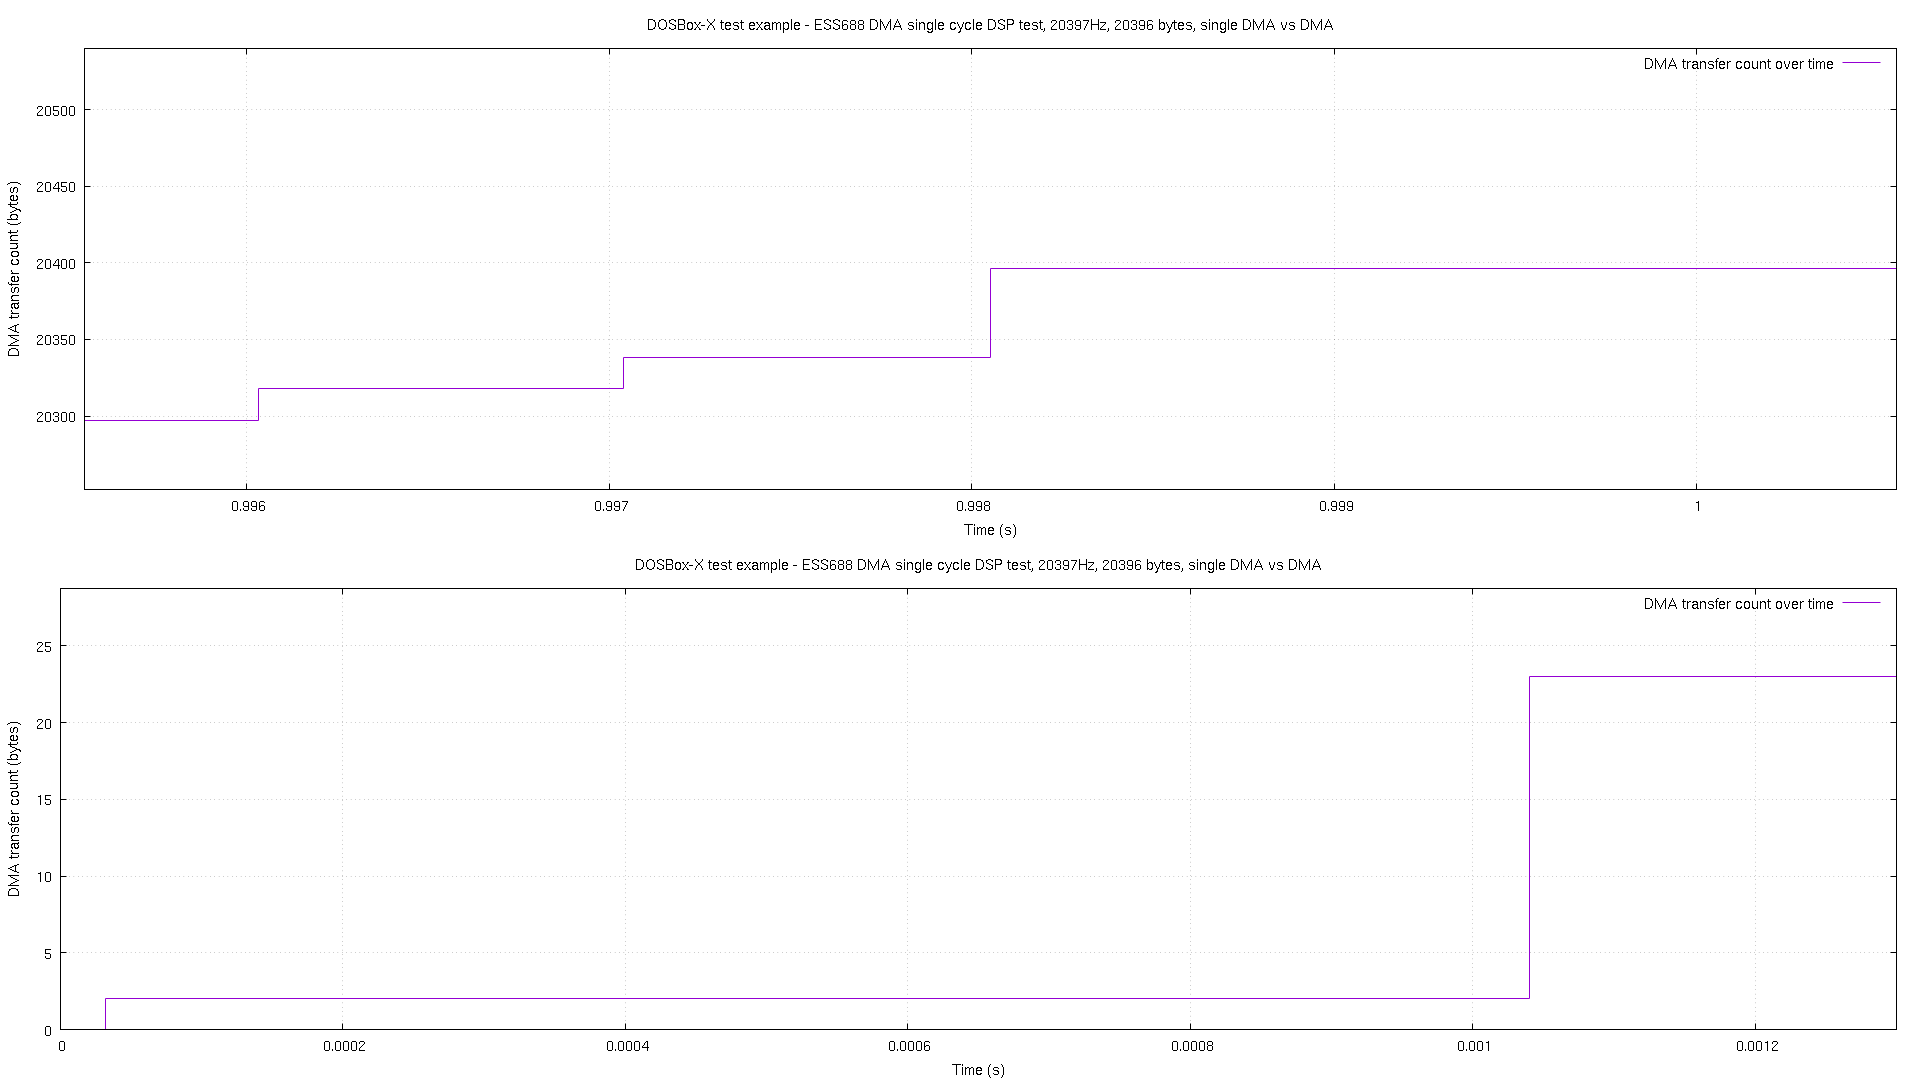 DOSBox-X test example - ESS688 DMA single cycle DSP test, 20397Hz, 20396 bytes, single DMA vs DMA
DMA transfer count over time
DMA transfer count (bytes)
20500
20450
20400
20350
20300
0.996 0.997 0.998 0.999 1
Time (s)
DOSBox-X test example - ESS688 DMA single cycle DSP test, 20397Hz, 20396 bytes, single DMA vs DMA
DMA transfer count over time
DMA transfer count (bytes)
25
20
15
10
5
0
0 0.0002 0.0004 0.0006 0.0008 0.001 0.0012
Time (s)